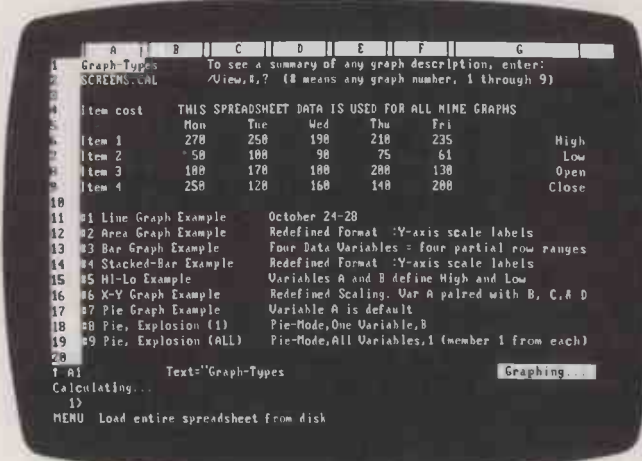 A B C D E F G
1 Graph-Types To see a summary of any graph description, enter:
2 SCREENS.CAL /View,#,? (# means any graph number, 1 through 9)
4 Item cost THIS SPREADSHEET DATA IS USED FOR ALL NINE GRAPHS
Mon Tue Wed Thu Fri
Item 1 270 250 190 210 235 High
Item 2 50 100 90 75 61 Low
Item 3 180 170 180 200 130 Open
Item 4 250 120 160 140 200 Close
10
11 #1 Line Graph Example October 24-28
12 #2 Area Graph Example Redefined Format :Y-axis scale labels
13 #3 Bar Graph Example Four Data Variables = four partial row ranges
14 #4 Stacked-Bar Example Redefined Format :Y-axis scale labels
15 #5 Hi-Lo Example Variables A and B define High and Low
16 #6 X-Y Graph Example Redefined Scaling. Var A paired with B, C.& D
17 #7 Pie Graph Example Variable A is default
18 #8 Pie, Explosion (1) Pie-Mode,One Variable,B
19 #9 Pie, Explosion (ALL) Pie-Mode,All Variables,1 (member 1 from each)
20
↑ A1 Text="Graph-Types Graphing...
Calculating...
1>
MENU Load entire spreadsheet from disk